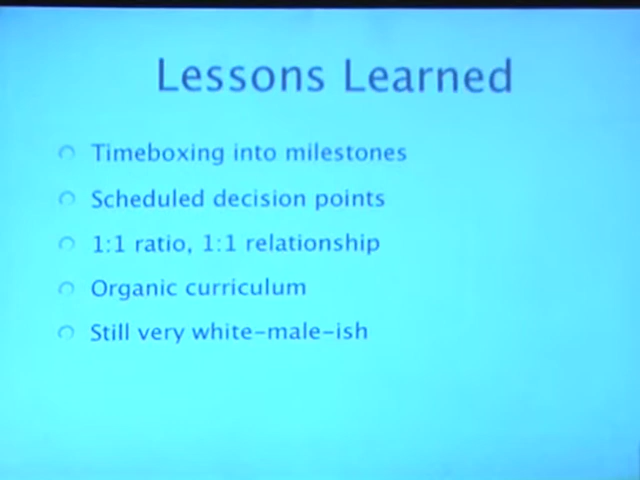 Lessons Learned
Timeboxing into milestones
Scheduled decision points
1:1 ratio, 1:1 relationship
Organic curriculum
Still very white-male-ish